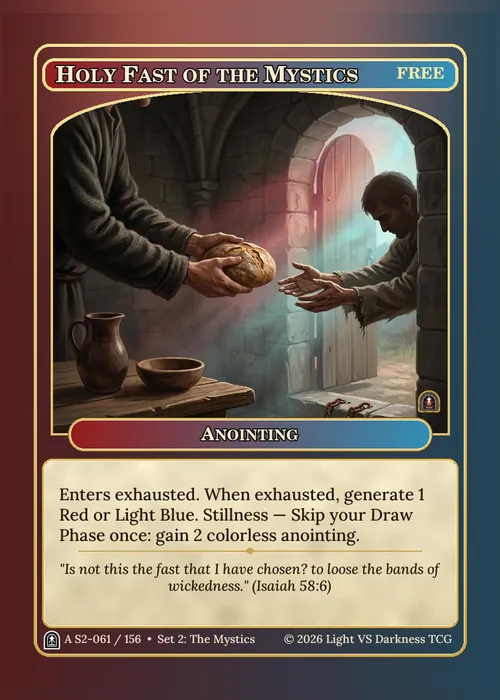 Holy Fast of the Mystics FREE
Anointing
Enters exhausted. When exhausted, generate 1
Red or Light Blue. Stillness — Skip your Draw
Phase once: gain 2 colorless anointing.
"Is not this the fast that I have chosen? to loose the bands of
wickedness." (Isaiah 58:6)
A S2-061 / 156 • Set 2: The Mystics © 2026 Light VS Darkness TCG